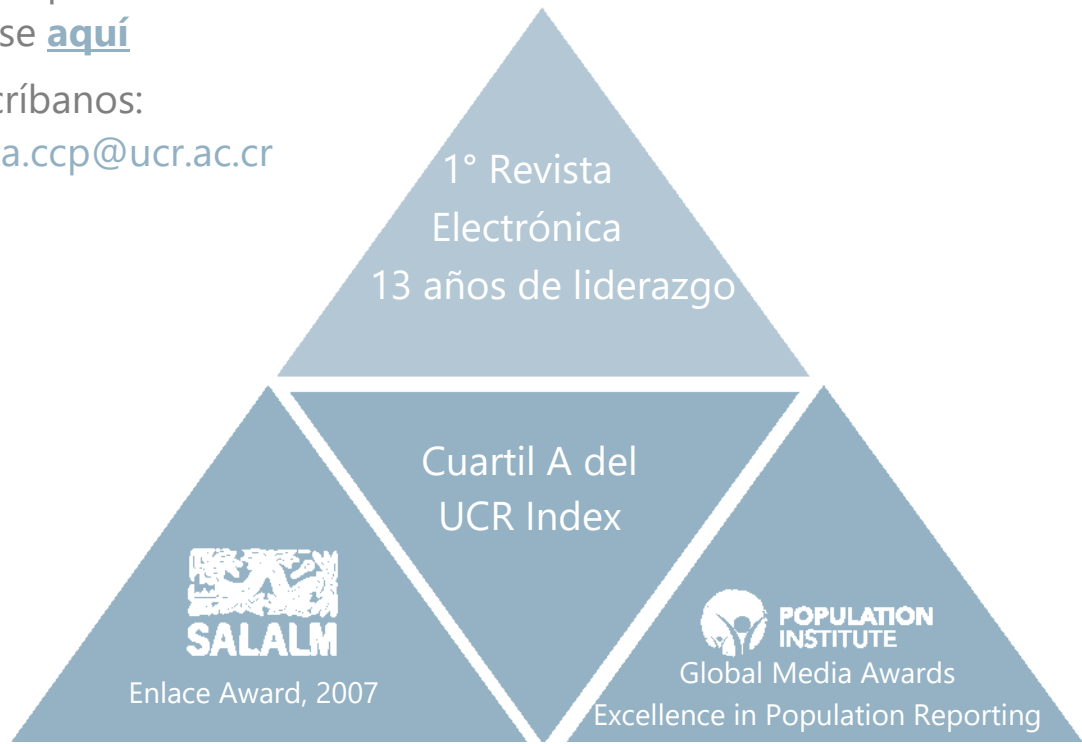 se aquí
críbanos:
a.ccp@ucr.ac.cr
1° Revista
Electrónica
13 años de liderazgo
Cuartil A del
UCR Index
SALALM
Enlace Award, 2007
POPULATION
INSTITUTE
Global Media Awards
Excellence in Population Reporting